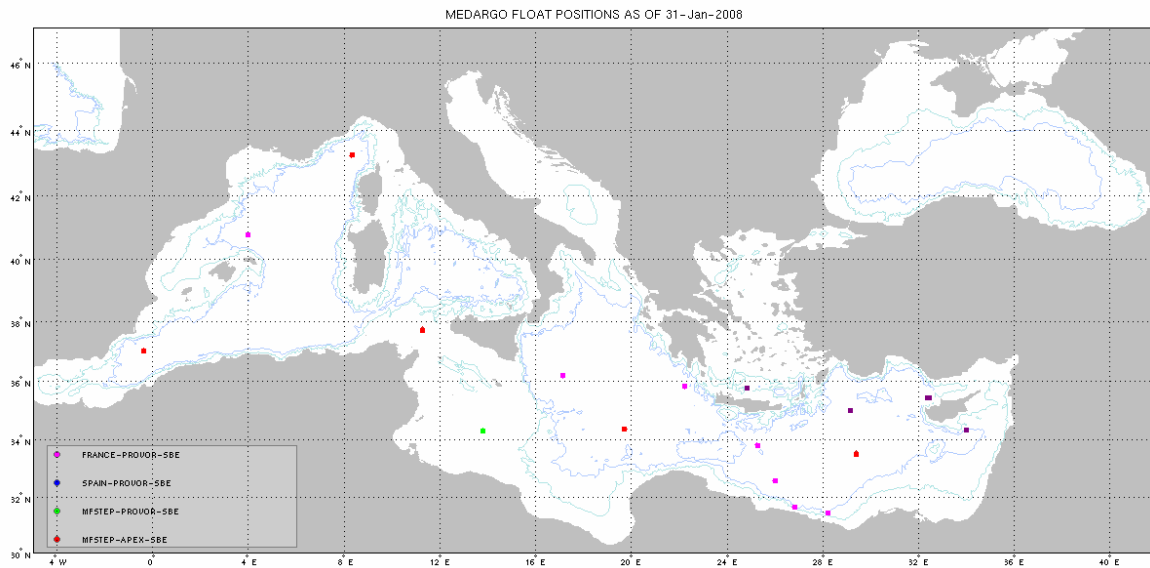 MEDARGO FLOAT POSITIONS AS OF 31-Jan-2008
46° N
44° N
42° N
40° N
38° N
36° N
34° N
32° N
30° N
FRANCE-PROVOR-SBE
SPAIN-PROVOR-SBE
MFSTEP-PROVOR-SBE
MFSTEP-APEX-SBE
4° W
0°
4° E
8° E
12° E
16° E
20° E
24° E
28° E
32° E
36° E
40° E